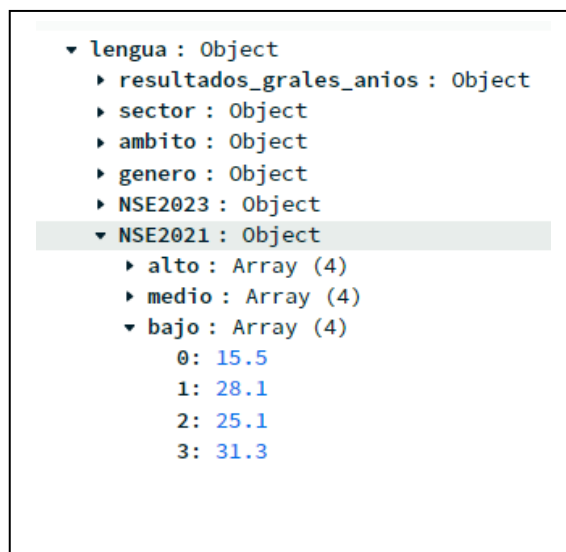 lengua : Object
resultados_grales_anios : Object
sector : Object
ambito : Object
genero : Object
NSE2023 : Object
NSE2021 : Object
alto : Array (4)
medio : Array (4)
bajo : Array (4)
0: 15.5
1: 28.1
2: 25.1
3: 31.3